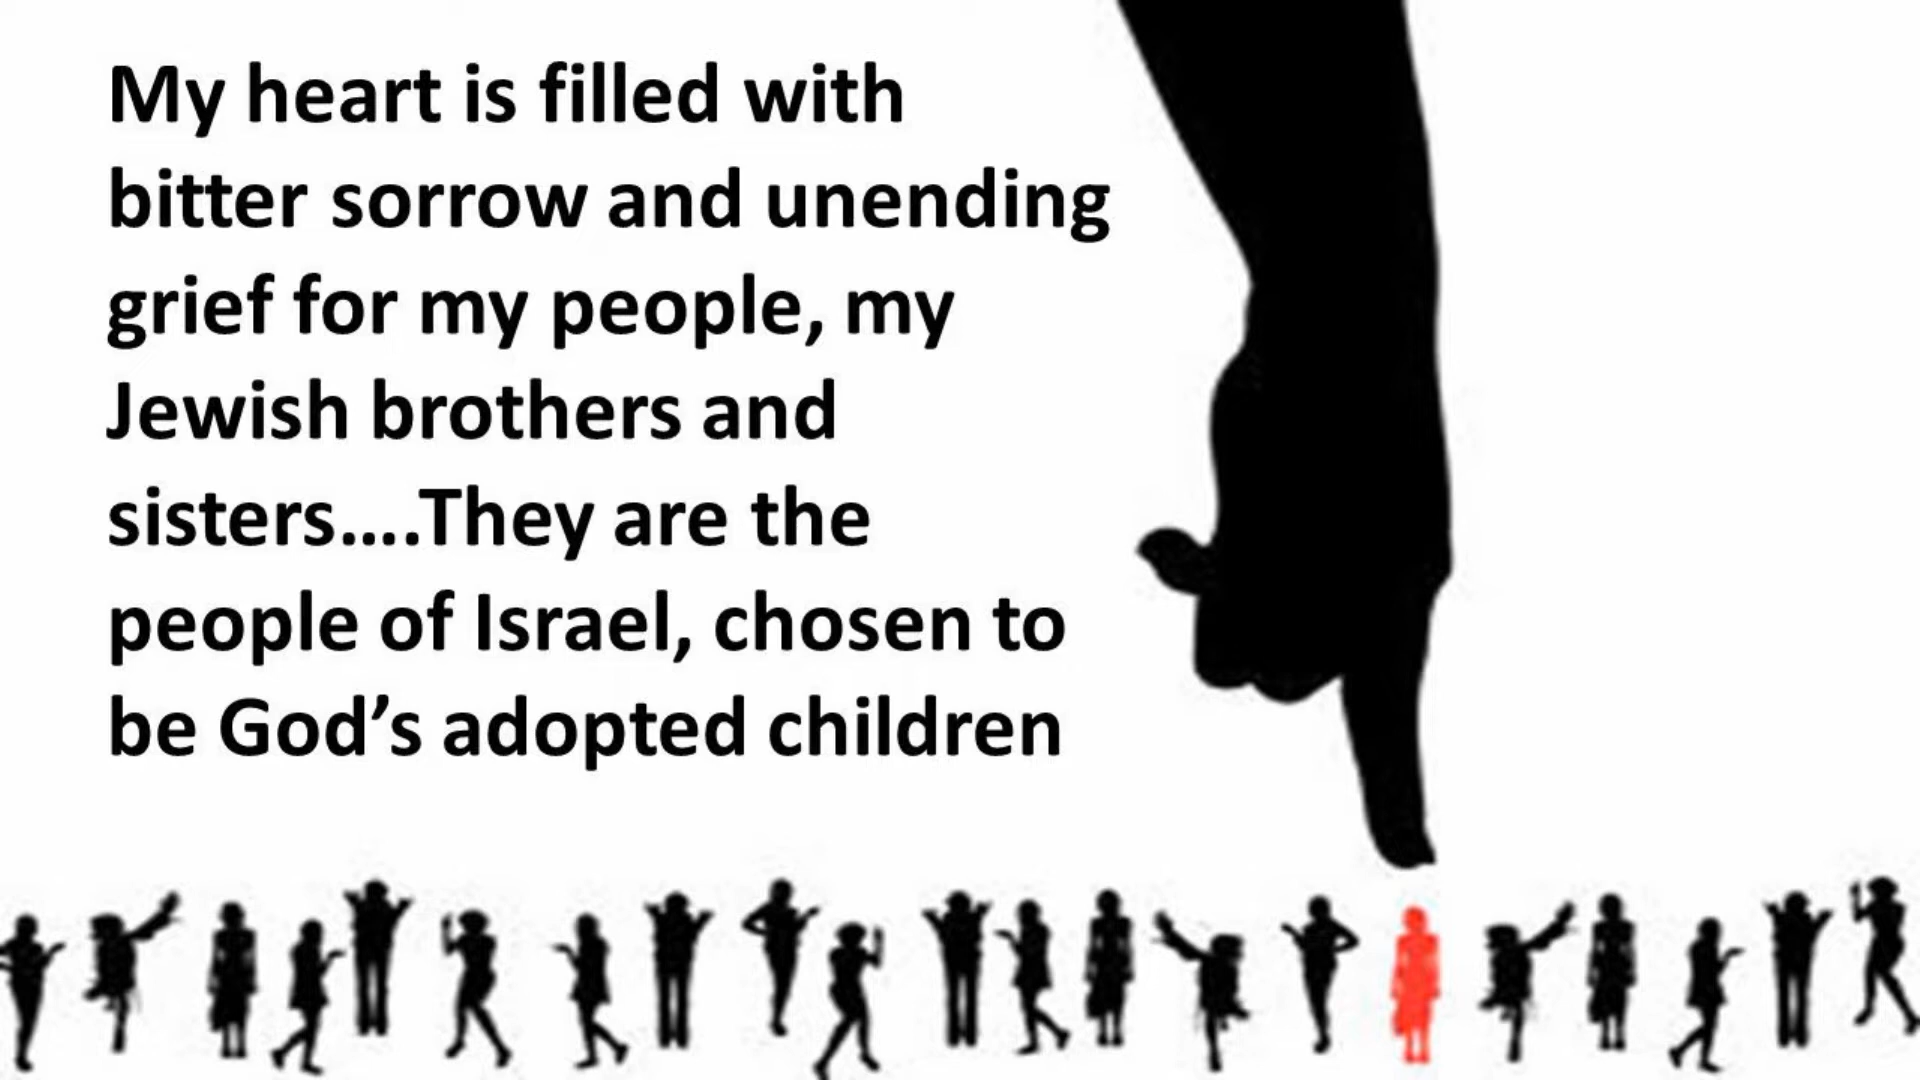 My heart is filled with
bitter sorrow and unending
grief for my people, my
Jewish brothers and
sisters….They are the
people of Israel, chosen to
be God’s adopted children